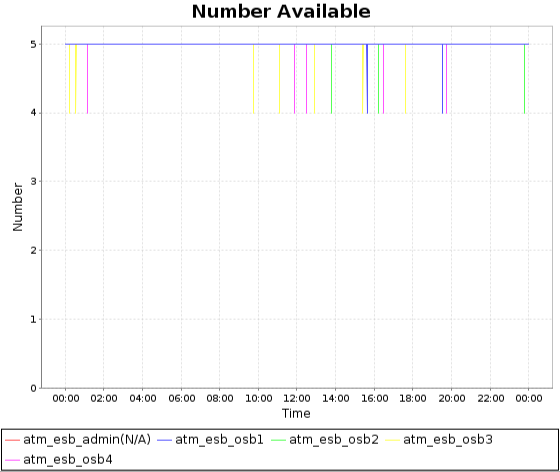 Number Available
5
4
3
2
1
0
Number
00:00 02:00 04:00 06:00 08:00 10:00 12:00 14:00 16:00 18:00 20:00 22:00 00:00
Time
atm_esb_admin(N/A) atm_esb_osb1 atm_esb_osb2 atm_esb_osb3
atm_esb_osb4